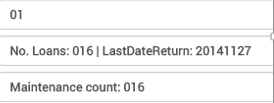 01
No. Loans: 016 | LastDateReturn: 20141127
Maintenance count: 016